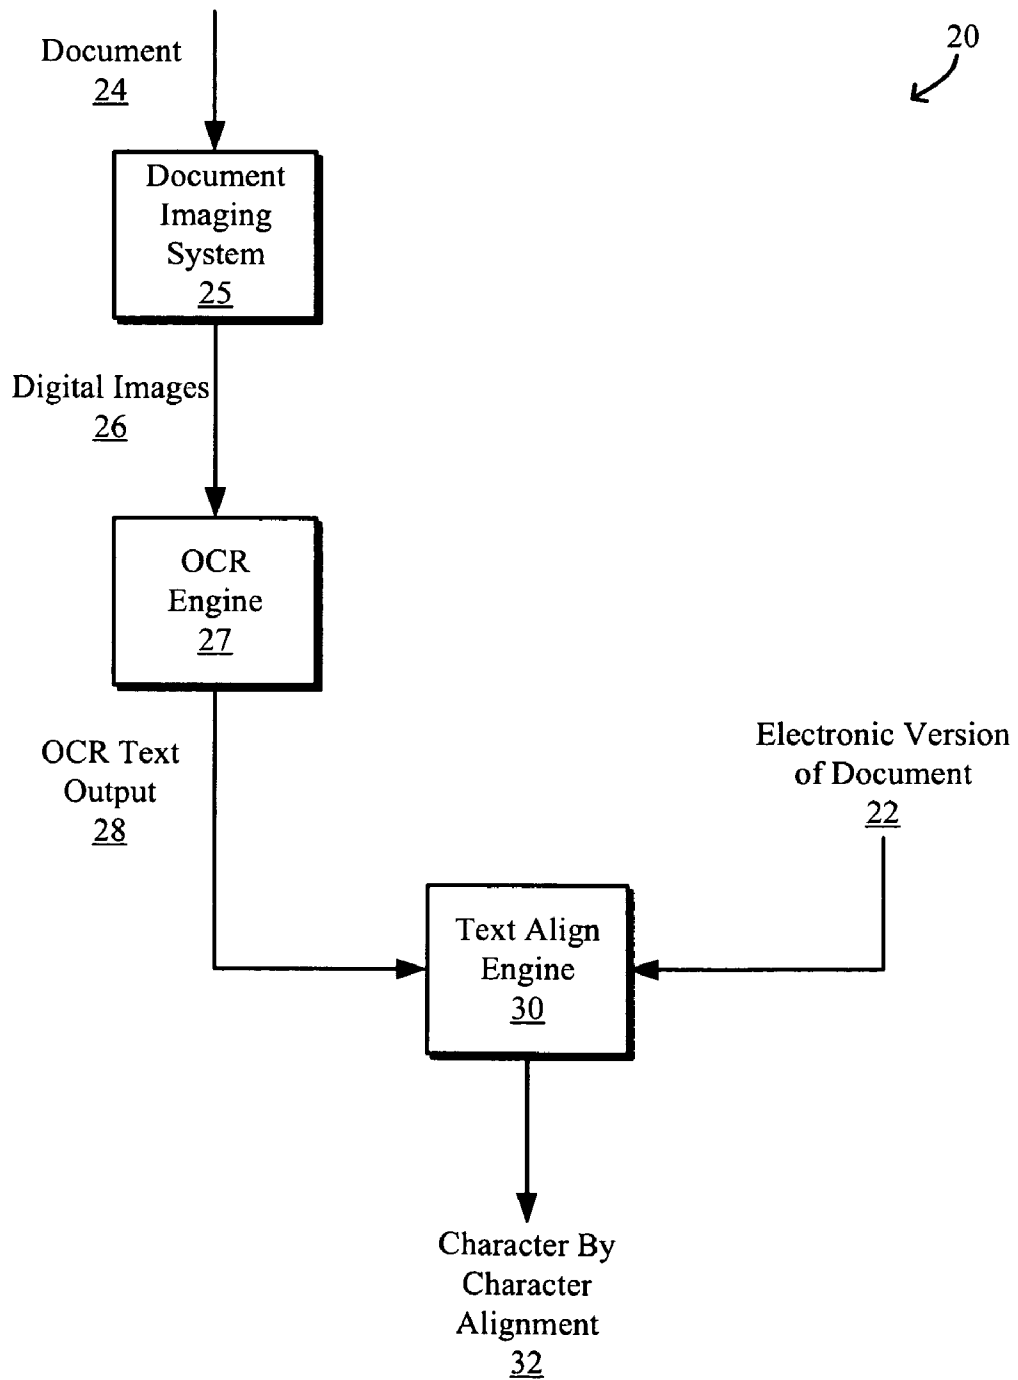 20
Document
24
Document
Imaging
System
25
Digital Images
26
OCR
Engine
27
OCR Text
Output
28
Electronic Version
of Document
22
Text Align
Engine
30
Character By
Character
Alignment
32